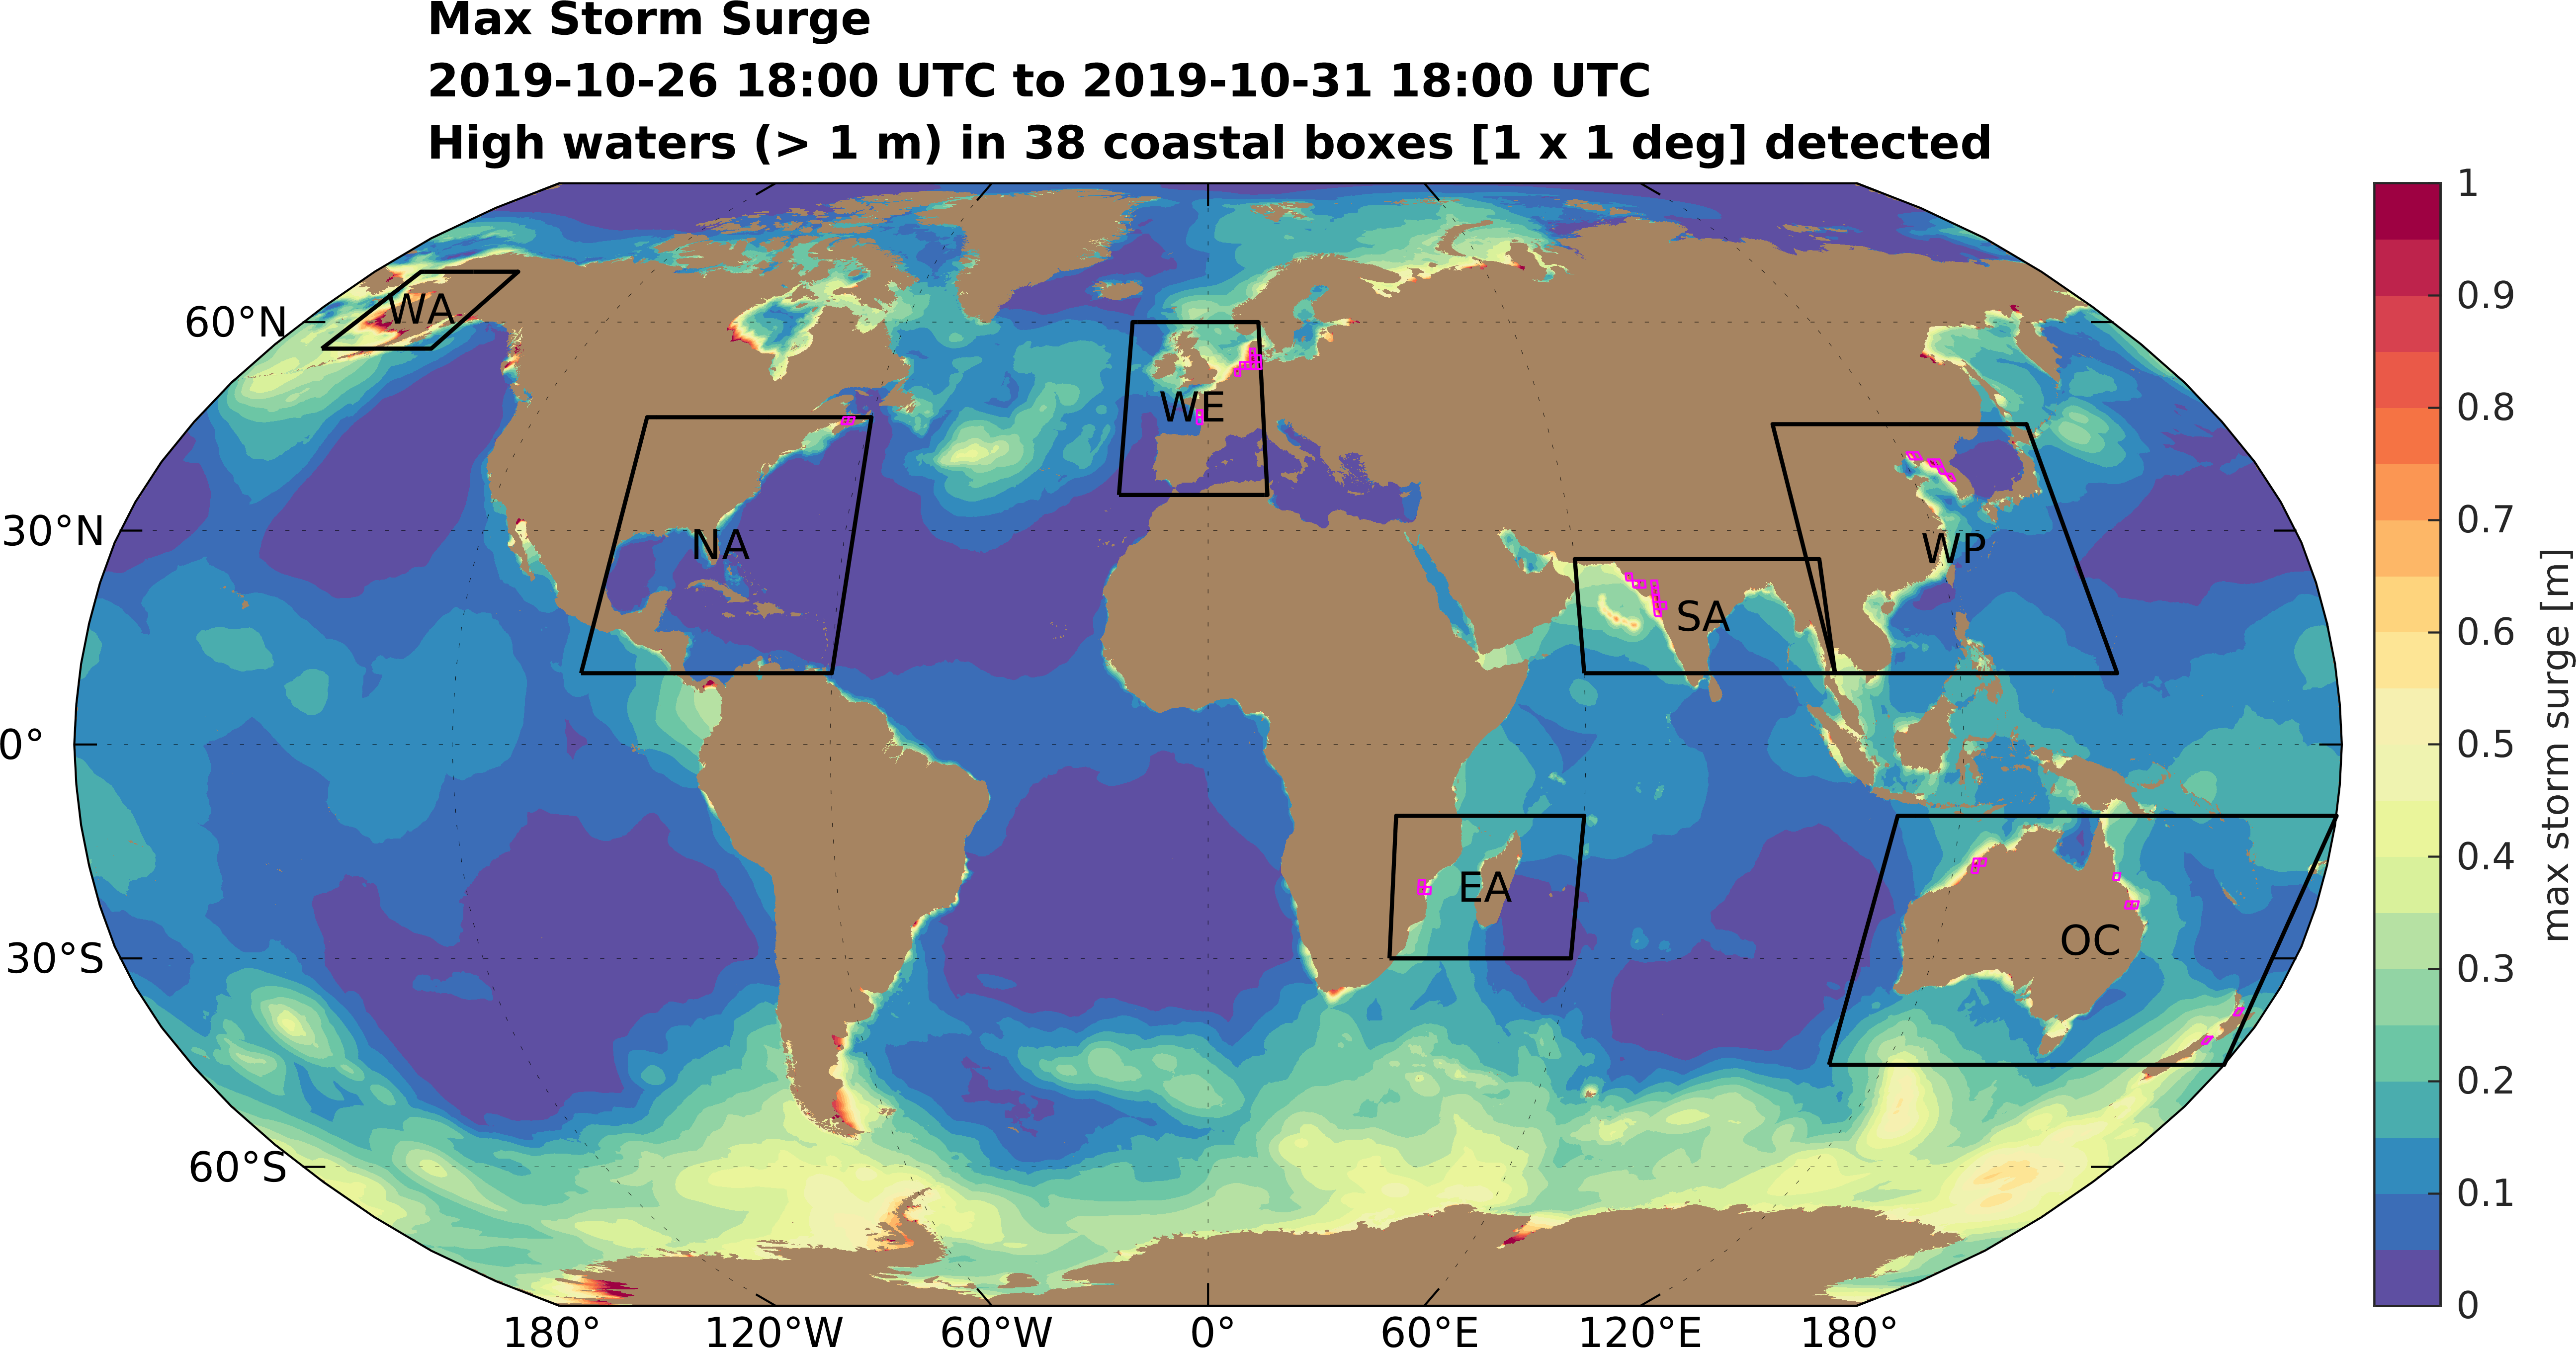 Max Storm Surge
2019-10-26 18:00 UTC to 2019-10-31 18:00 UTC
High waters (> 1 m) in 38 coastal boxes [1 x 1 deg] detected
60°N
30°N
0°
30°S
60°S
WA
NA
WE
SA
WP
EA
OC
180°
120°W
60°W
0°
60°E
120°E
180°
1
0.9
0.8
0.7
0.6
0.5
0.4
0.3
0.2
0.1
0
max storm surge [m]